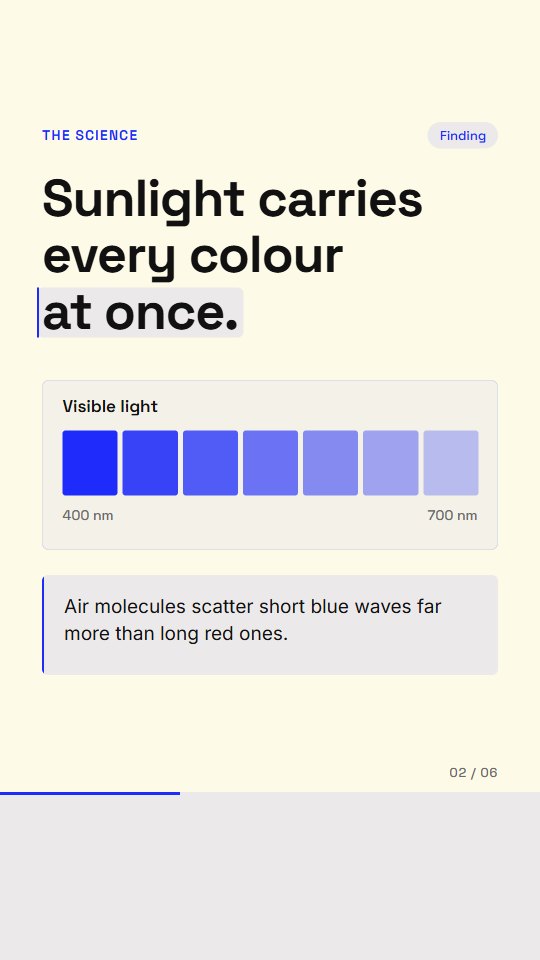 THE SCIENCE
Finding
Sunlight carries
every colour
at once.
Visible light
400 nm
700 nm
Air molecules scatter short blue waves far
more than long red ones.
02 / 06